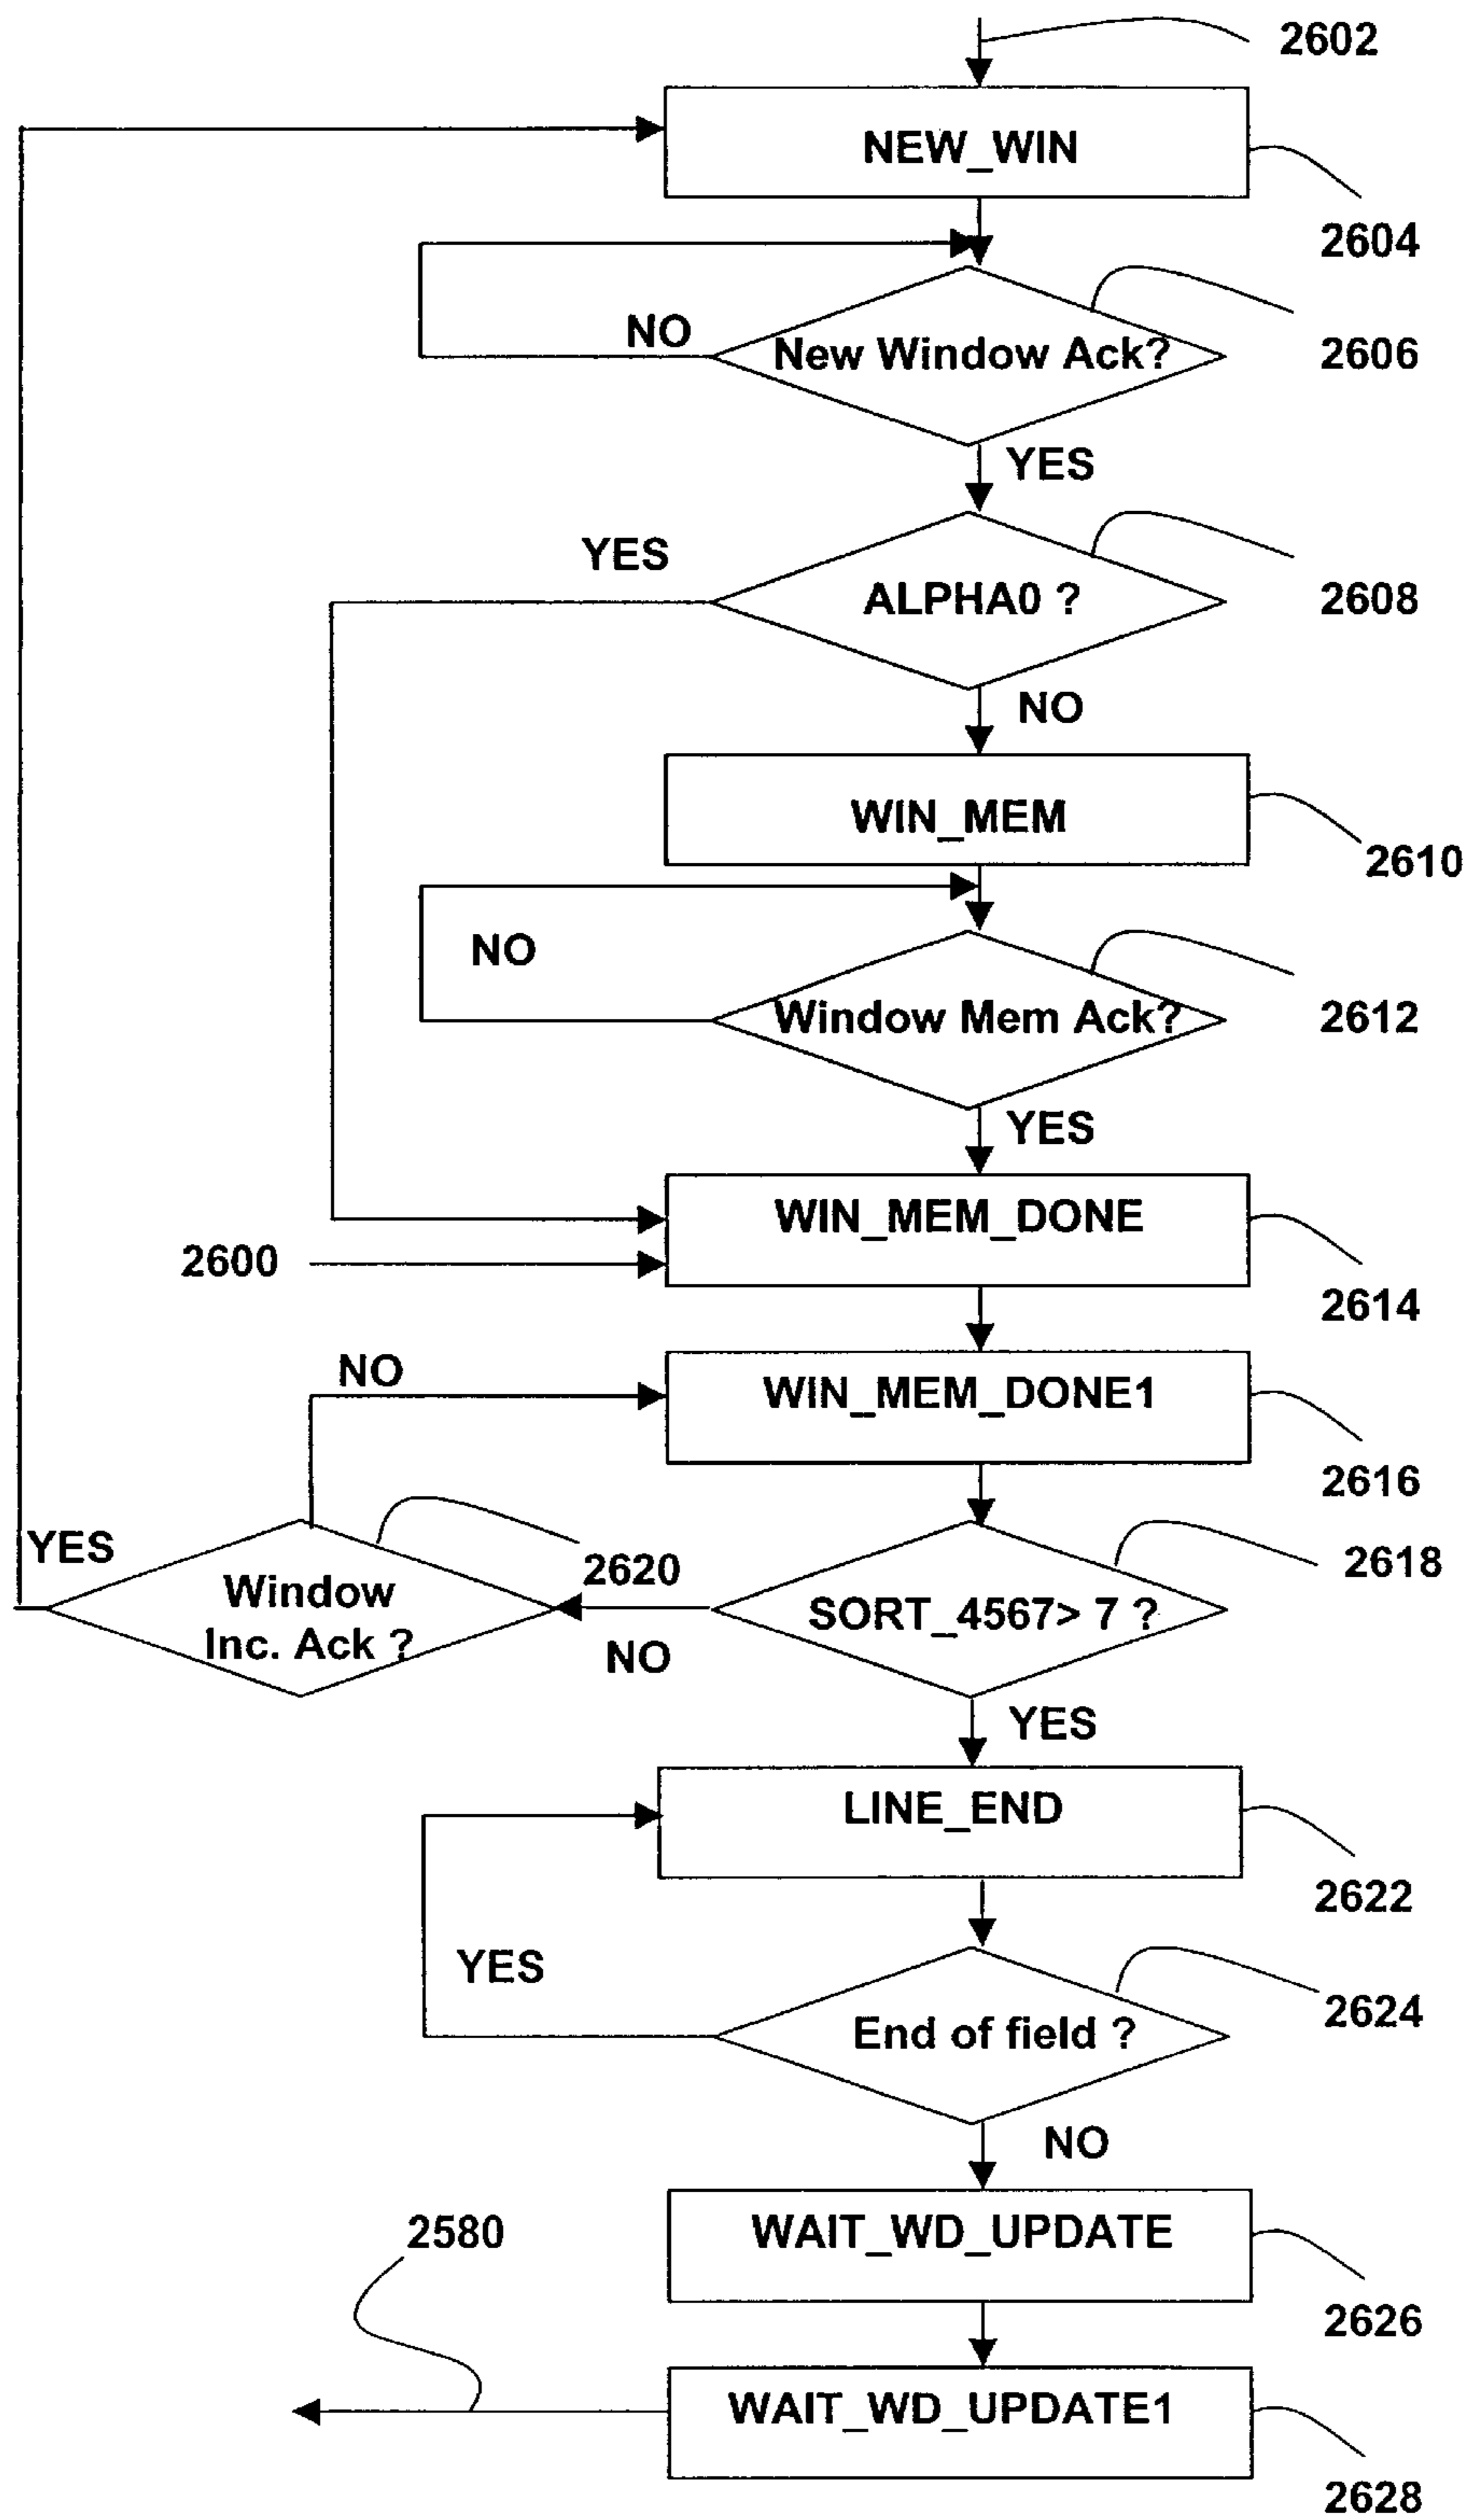 2602
NEW_WIN
2604
NO
New Window Ack?
2606
YES
YES
ALPHA0 ?
2608
NO
WIN_MEM
2610
NO
Window Mem Ack?
2612
YES
WIN_MEM_DONE
2600
2614
NO
WIN_MEM_DONE1
2616
YES
Window
Inc. Ack ?
2620
SORT_4567> 7 ?
2618
NO
YES
LINE_END
2622
YES
End of field ?
2624
NO
2580
WAIT_WD_UPDATE
2626
WAIT_WD_UPDATE1
2628